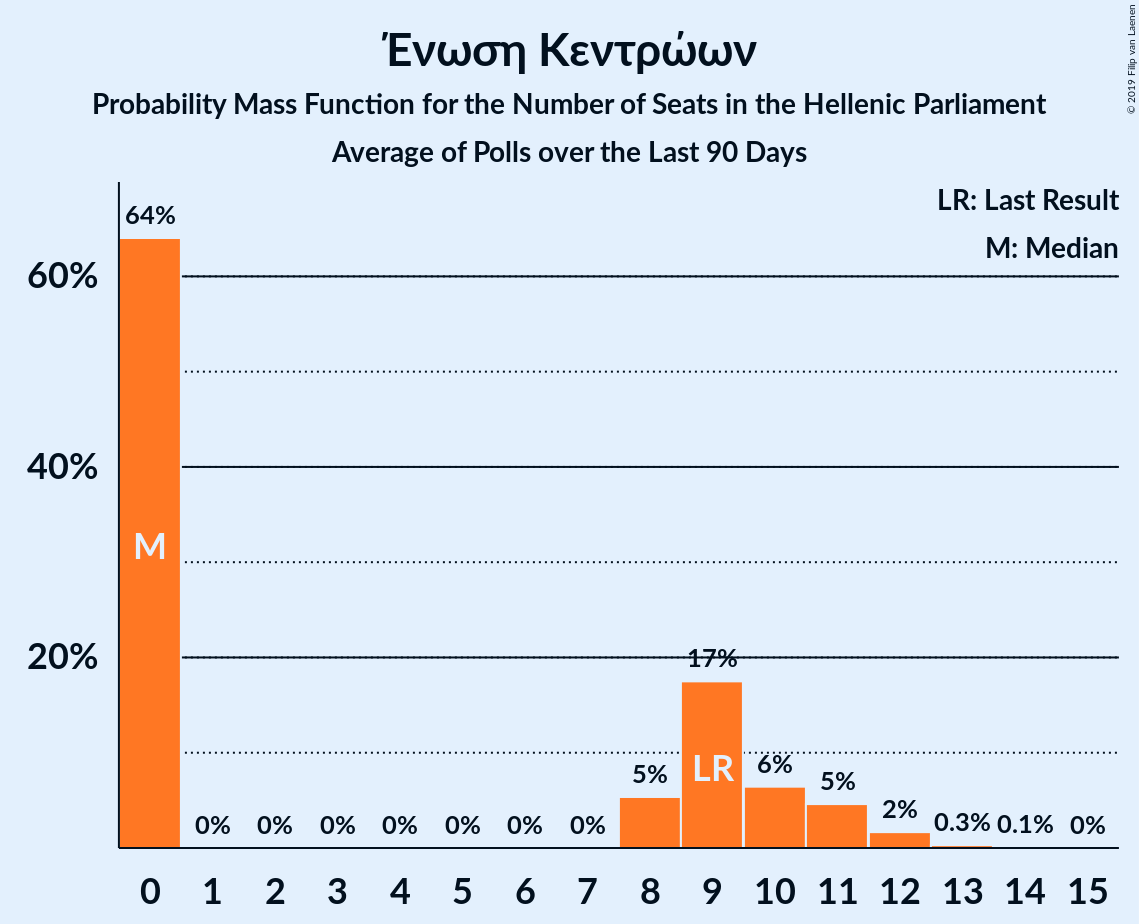 Ένωση Κεντρώων
Probability Mass Function for the Number of Seats in the Hellenic Parliament
Average of Polls over the Last 90 Days
© 2019 Filip van Laenen
LR: Last Result
M: Median
60%
40%
20%
64%
0%
0%
0%
0%
0%
0%
0%
5%
17%
6%
5%
2%
0.3%
0.1%
0%
M
LR
0 1 2 3 4 5 6 7 8 9 10 11 12 13 14 15